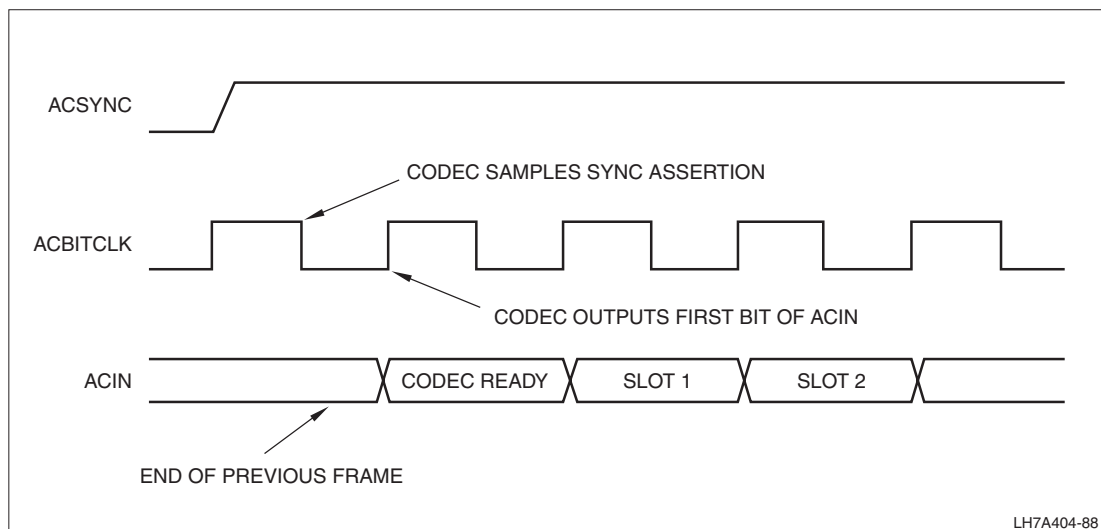 ACSYNC
CODEC SAMPLES SYNC ASSERTION
ACBITCLK
CODEC OUTPUTS FIRST BIT OF ACIN
ACIN
CODEC READY
SLOT 1
SLOT 2
END OF PREVIOUS FRAME
LH7A404-88